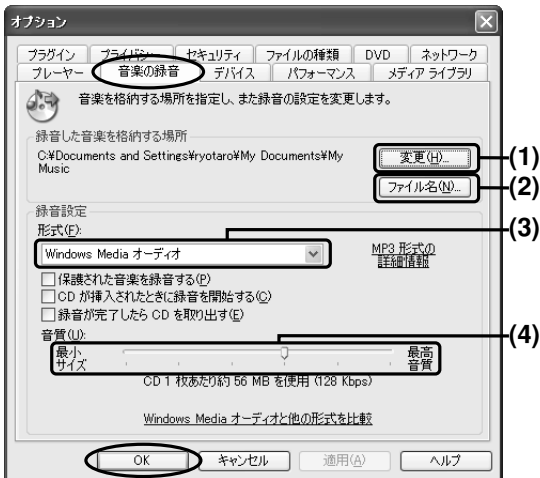 オプション
プラグイン プライバシー セキュリティ ファイルの種類 DVD ネットワーク
プレーヤー 音楽の録音 デバイス パフォーマンス メディア ライブラリ
音楽を格納する場所を指定し、また録音の設定を変更します。
録音した音楽を格納する場所
C:¥Documents and Settings¥ryotaro¥My Documents¥My
Music
変更(H)... (1)
ファイル名(N)... (2)
録音設定
(3)
形式(F):
Windows Media オーディオ
MP3 形式の
詳細情報
保護された音楽を録音する(P)
CD が挿入されたときに録音を開始する(C)
録音が完了したら CD を取り出す(E)
音質(U):
(4)
最小
サイズ
最高
音質
CD 1 枚あたり約 56 MB を使用 (128 Kbps)
Windows Media オーディオと他の形式を比較
OK キャンセル 適用(A) ヘルプ